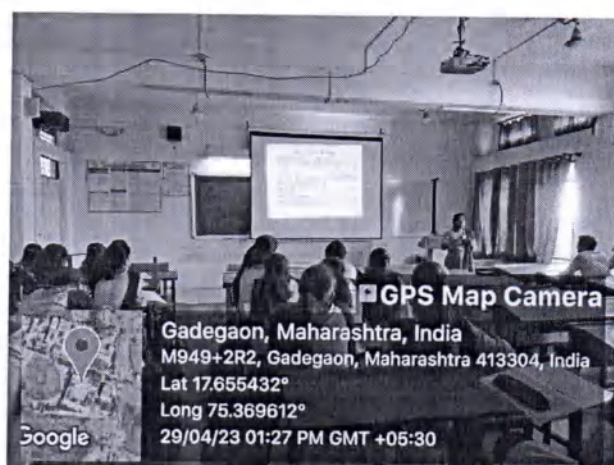 GPS Map Camera
Gadegaon, Maharashtra, India
M949+2R2, Gadegaon, Maharashtra 413304, India
Lat 17.655432°
Long 75.369612°
29/04/23 01:27 PM GMT +05:30
Google